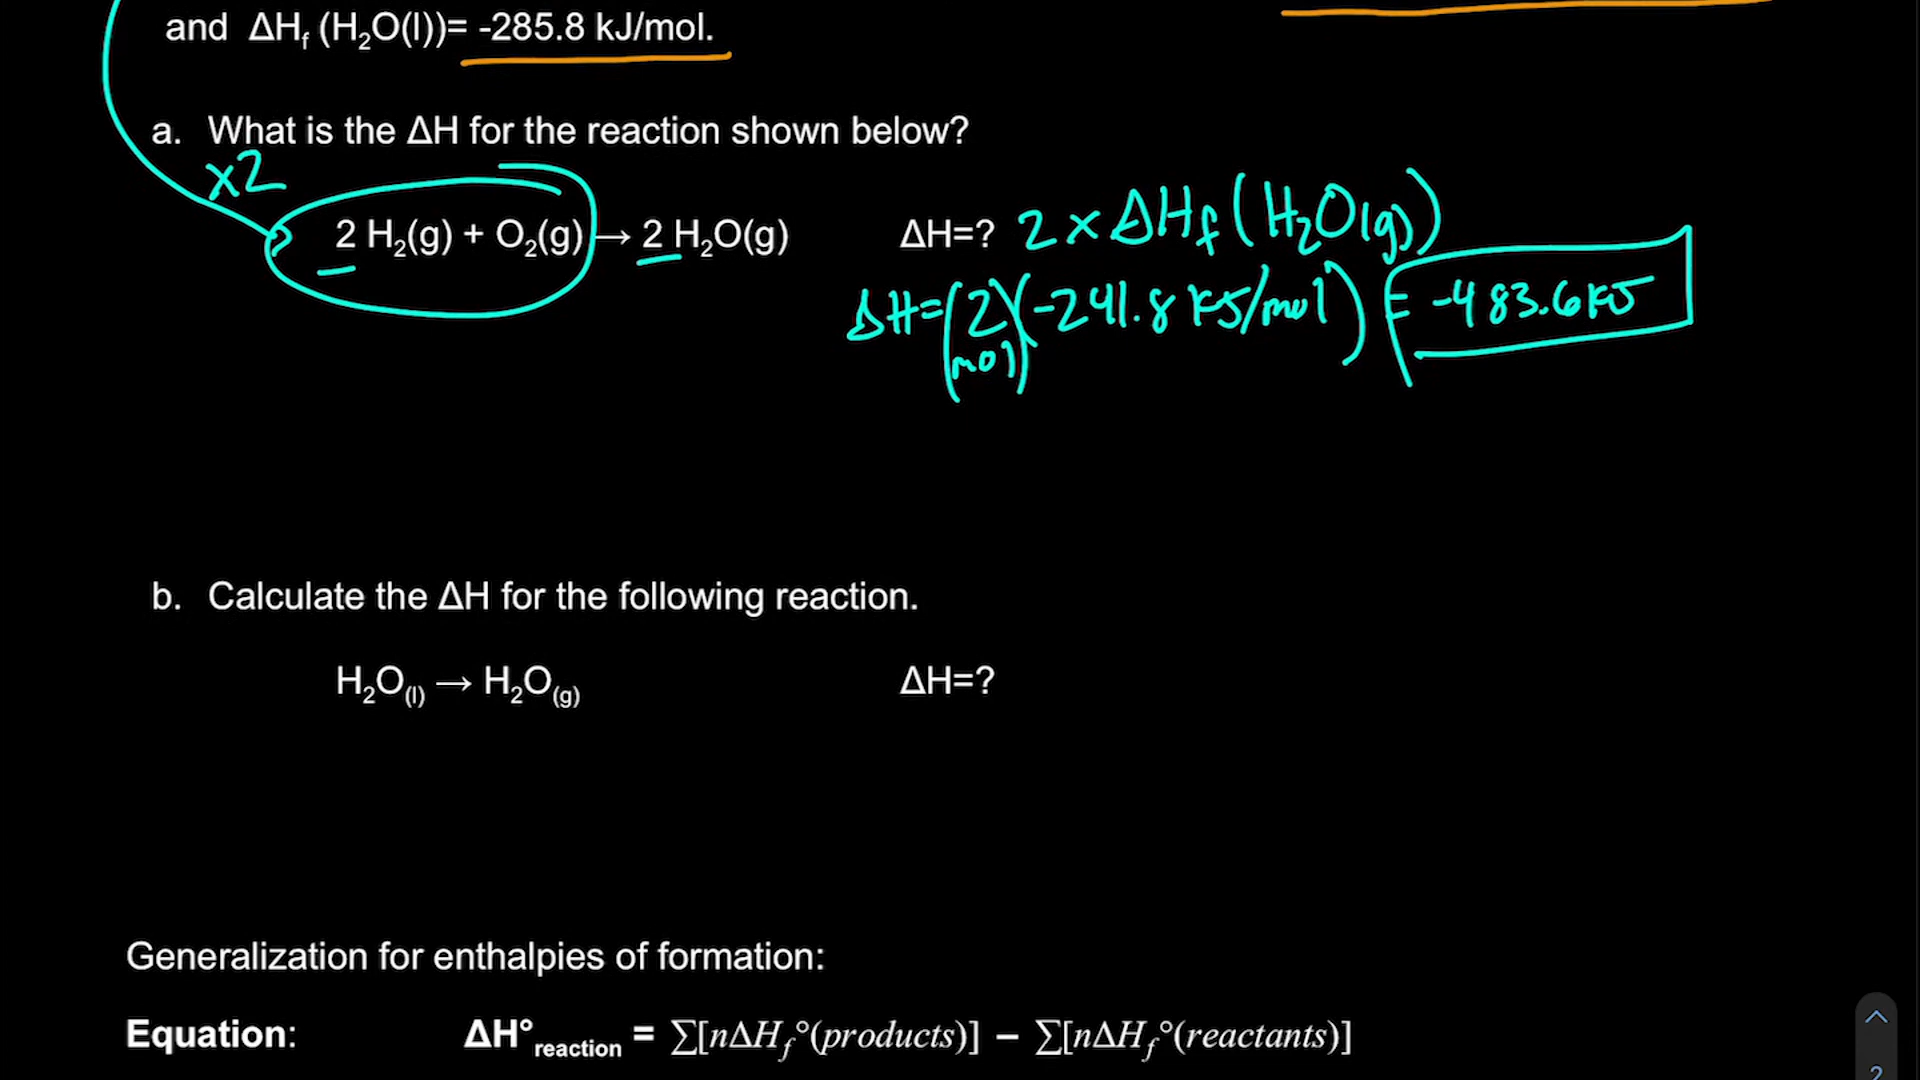 and ΔHf (H₂O(l))= -285.8 kJ/mol.
a. What is the ΔH for the reaction shown below?
x2
2 H₂(g) + O₂(g) → 2 H₂O(g) ΔH=? 2 x ΔHf (H₂O(g))
ΔH=(2 mol)(-241.8 kJ/mol) = -483.6 kJ
b. Calculate the ΔH for the following reaction.
H₂O(l) → H₂O(g) ΔH=?
Generalization for enthalpies of formation:
Equation: ΔH°reaction = ∑[nΔHf°(products)] – ∑[nΔHf°(reactants)]
2